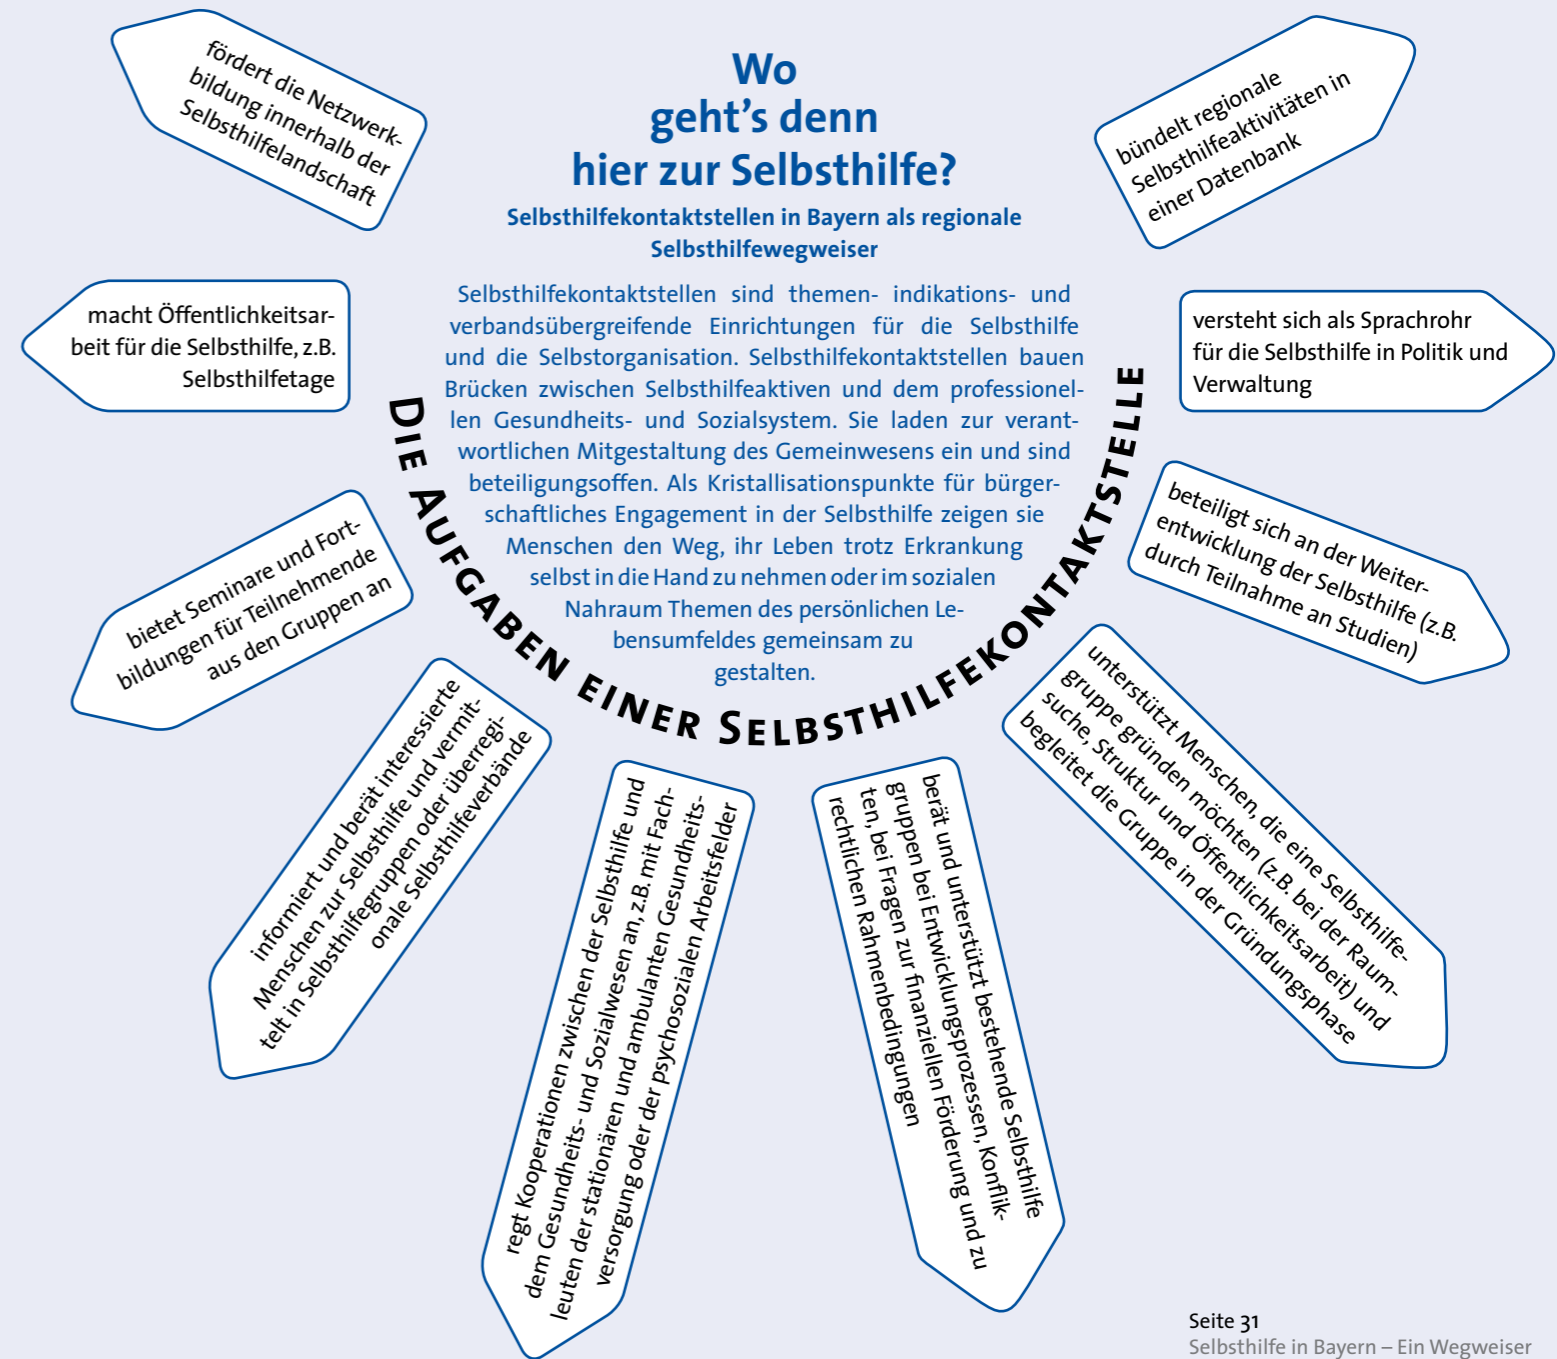 Wo
geht's denn
hier zur Selbsthilfe?
Selbsthilfekontaktstellen in Bayern als regionale
Selbsthilfewegweiser
Selbsthilfekontaktstellen sind themen- indikations- und
verbandsübergreifende Einrichtungen für die Selbsthilfe
und die Selbstorganisation. Selbsthilfekontaktstellen bauen
Brücken zwischen Selbsthilfeaktiven und dem professionel-
len Gesundheits- und Sozialsystem. Sie laden zur verant-
wortlichen Mitgestaltung des Gemeinwesens ein und sind
beteiligungsoffen. Als Kristallisationspunkte für bürger-
schaftliches Engagement in der Selbsthilfe zeigen sie
Menschen den Weg, ihr Leben trotz Erkrankung
selbst in die Hand zu nehmen oder im sozialen
Nahraum Themen des persönlichen Le-
bensumfeldes gemeinsam zu
gestalten.
Die Aufgaben einer Selbsthilfekontaktstelle
fördert die Netzwerk-
bildung innerhalb der
Selbsthilfelandschaft
macht Öffentlichkeitsar-
beit für die Selbsthilfe, z.B.
Selbsthilfetage
bietet Seminare und Fort-
bildungen für Teilnehmende
aus den Gruppen an
informiert und berät interessierte
Menschen zur Selbsthilfe und vermit-
telt in Selbsthilfegruppen oder überregi-
onale Selbsthilfeverbände
regt Kooperationen zwischen der Selbsthilfe und
dem Gesundheits- und Sozialwesen an, z.B. mit Fach-
leuten der stationären und ambulanten Gesundheits-
versorgung oder der psychosozialen Arbeitsfelder
berät und unterstützt bestehende Selbsthilfe
gruppen bei Entwicklungsprozessen, Konflik-
ten, bei Fragen zur finanziellen Förderung und zu
rechtlichen Rahmenbedingungen
unterstützt Menschen, die eine Selbsthilfe-
gruppe gründen möchten (z.B. bei der Raum-
suche, Struktur und Öffentlichkeitsarbeit) und
begleitet die Gruppe in der Gründungsphase
beteiligt sich an der Weiter-
entwicklung der Selbsthilfe (z.B.
durch Teilnahme an Studien)
versteht sich als Sprachrohr
für die Selbsthilfe in Politik und
Verwaltung
bündelt regionale
Selbsthilfeaktivitäten in
einer Datenbank
Seite 31
Selbsthilfe in Bayern – Ein Wegweiser